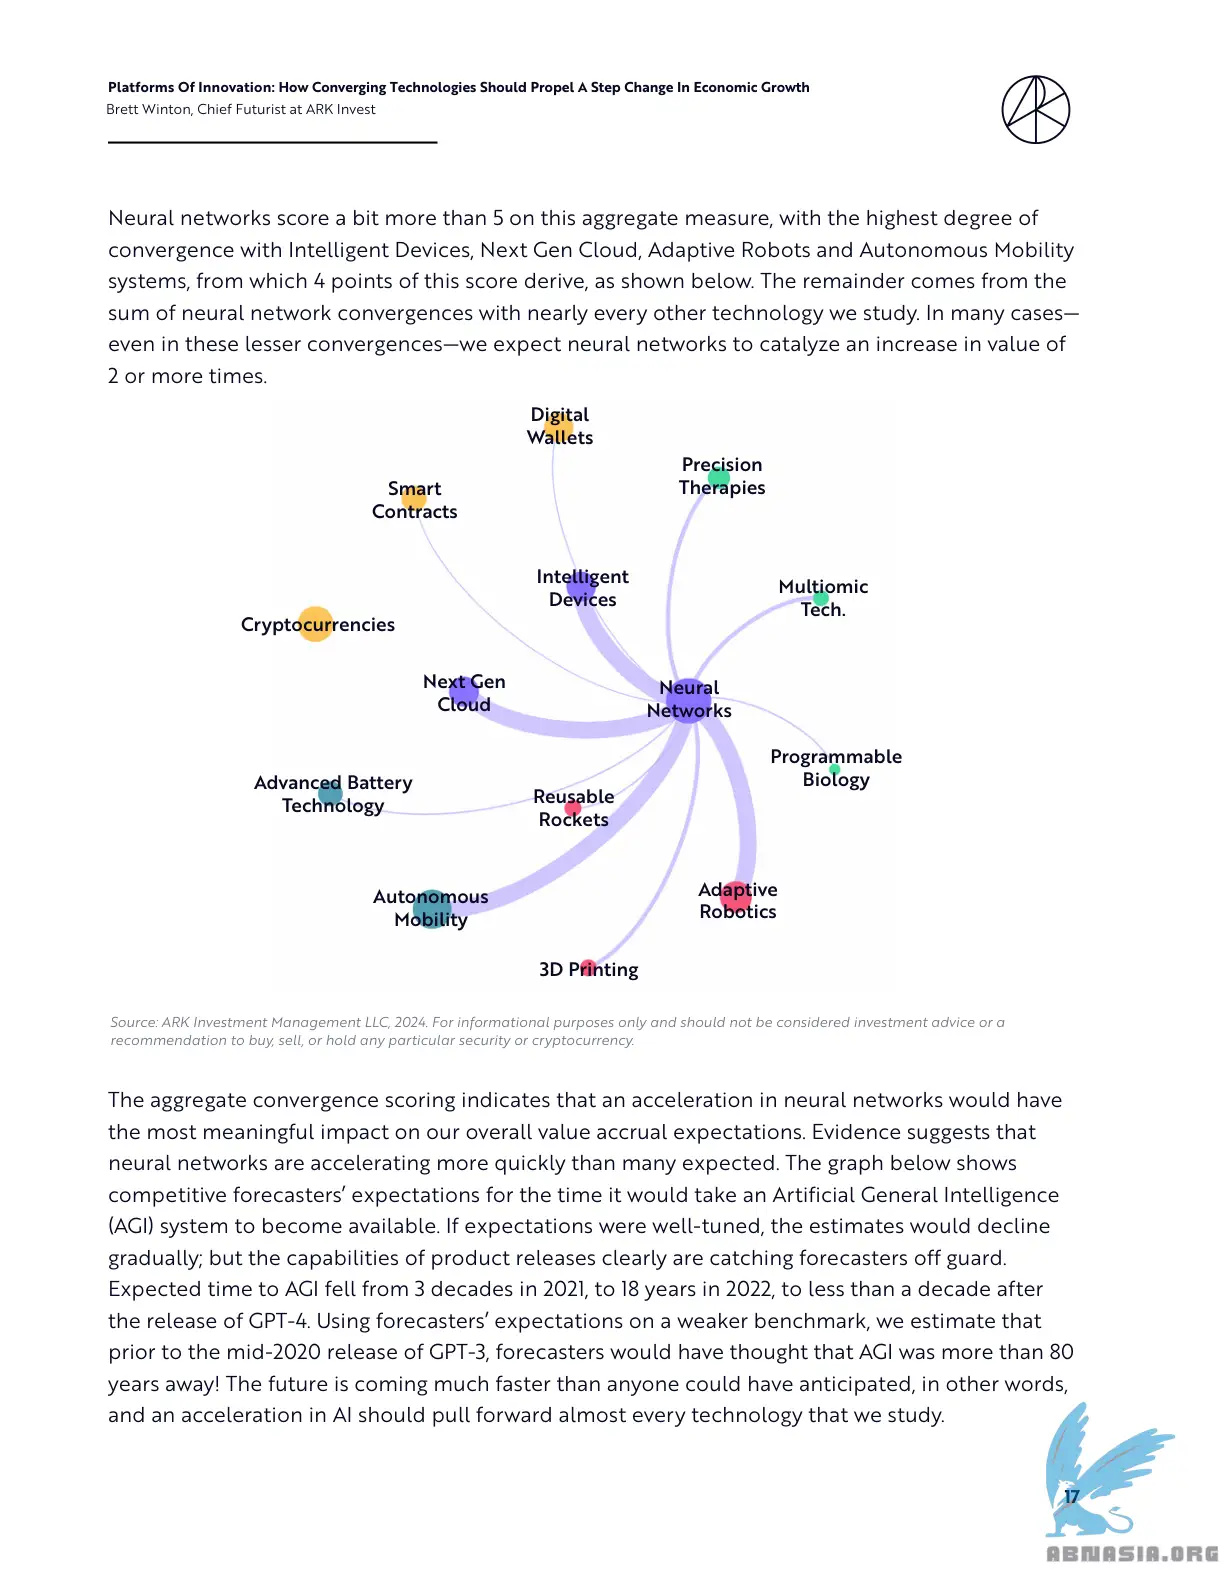 Platforms Of Innovation: How Converging Technologies Should Propel A Step Change In Economic Growth
Brett Winton, Chief Futurist at ARK Invest
Neural networks score a bit more than 5 on this aggregate measure, with the highest degree of
convergence with Intelligent Devices, Next Gen Cloud, Adaptive Robots and Autonomous Mobility
systems, from which 4 points of this score derive, as shown below. The remainder comes from the
sum of neural network convergences with nearly every other technology we study. In many cases—
even in these lesser convergences—we expect neural networks to catalyze an increase in value of
2 or more times.
Digital
Wallets
Precision
Therapies
Smart
Contracts
Intelligent
Devices
Multiomic
Tech.
Cryptocurrencies
Next Gen
Cloud
Neural
Networks
Programmable
Biology
Advanced Battery
Technology
Reusable
Rockets
Autonomous
Mobility
Adaptive
Robotics
3D Printing
Source: ARK Investment Management LLC, 2024. For informational purposes only and should not be considered investment advice or a
recommendation to buy, sell, or hold any particular security or cryptocurrency.
The aggregate convergence scoring indicates that an acceleration in neural networks would have
the most meaningful impact on our overall value accrual expectations. Evidence suggests that
neural networks are accelerating more quickly than many expected. The graph below shows
competitive forecasters' expectations for the time it would take an Artificial General Intelligence
(AGI) system to become available. If expectations were well-tuned, the estimates would decline
gradually; but the capabilities of product releases clearly are catching forecasters off guard.
Expected time to AGI fell from 3 decades in 2021, to 18 years in 2022, to less than a decade after
the release of GPT-4. Using forecasters' expectations on a weaker benchmark, we estimate that
prior to the mid-2020 release of GPT-3, forecasters would have thought that AGI was more than 80
years away! The future is coming much faster than anyone could have anticipated, in other words,
and an acceleration in AI should pull forward almost every technology that we study.
17
ABNASIA.ORG